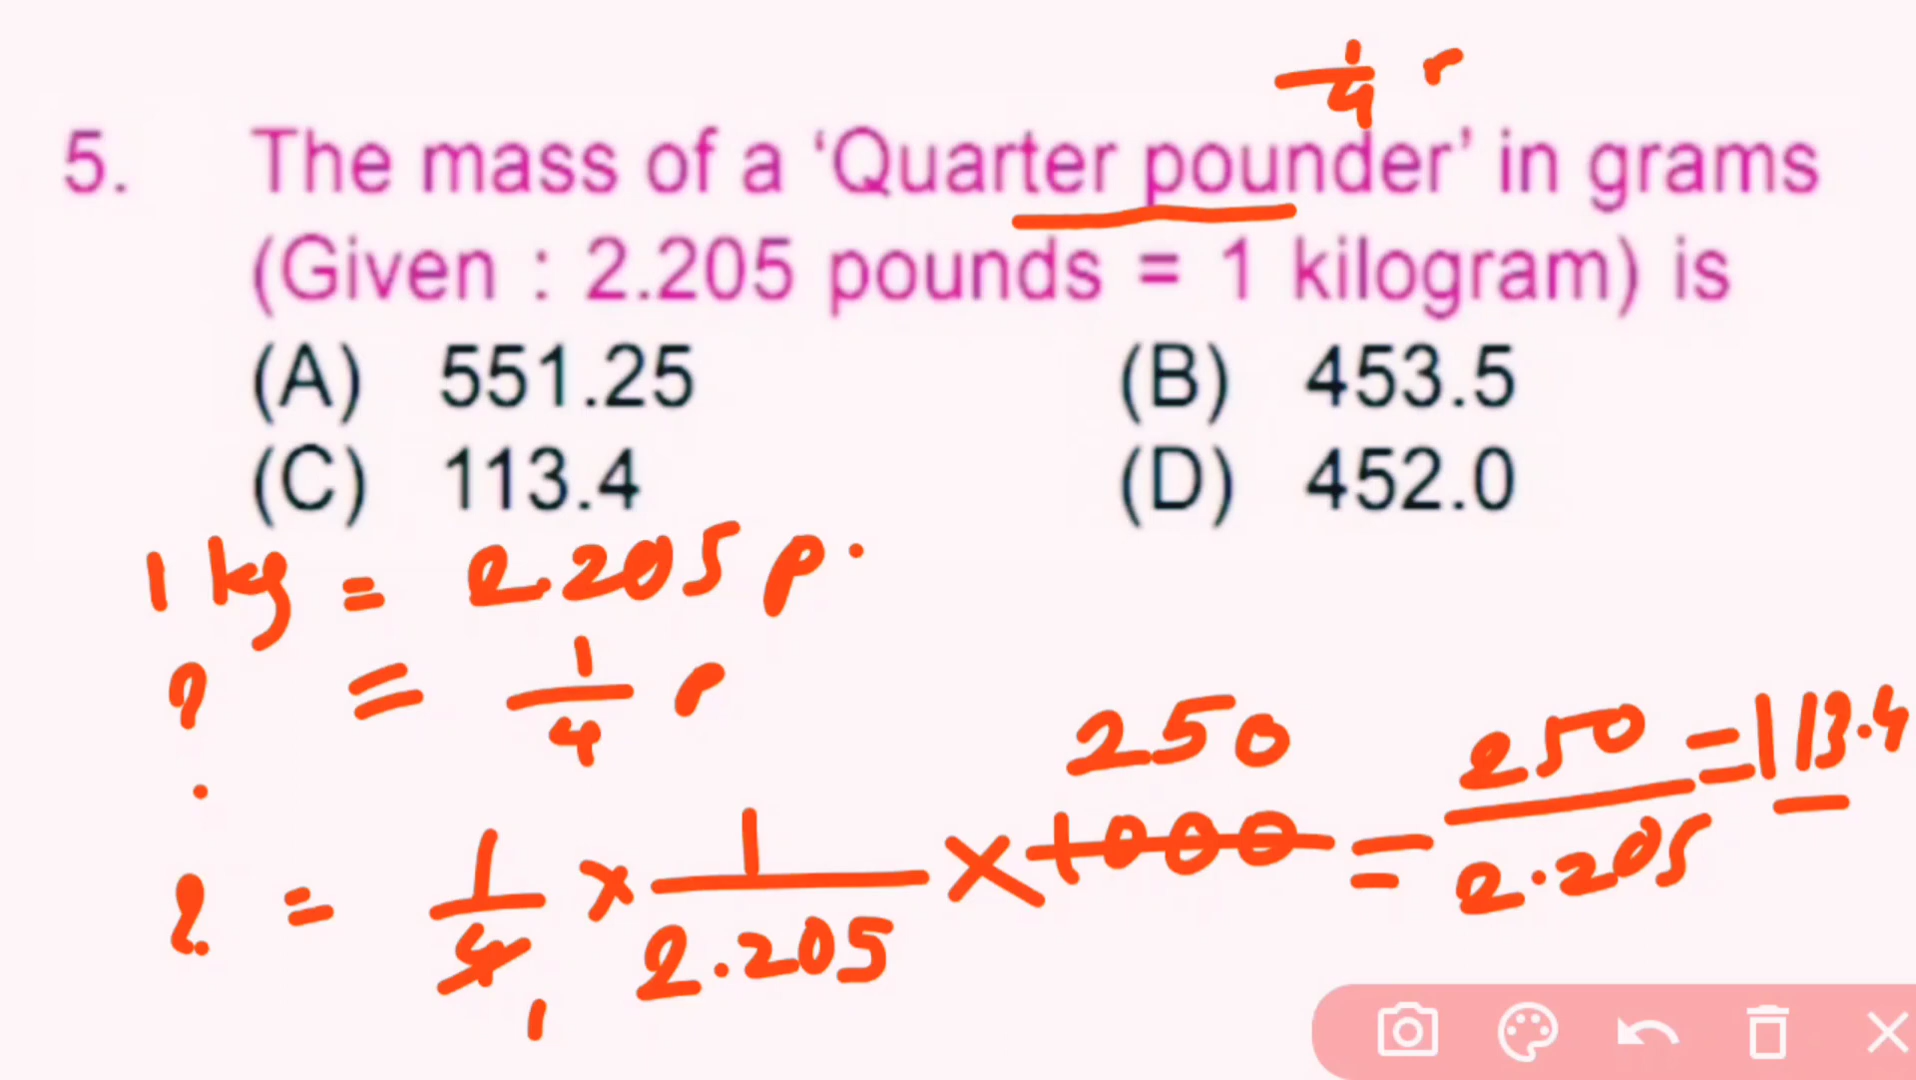 1/4 p
5. The mass of a ‘Quarter pounder’ in grams
(Given : 2.205 pounds = 1 kilogram) is
(A) 551.25 (B) 453.5
(C) 113.4 (D) 452.0
1 kg = 2.205 p.
? = 1/4 p
250
? = 1/4 × 1/2.205 × 1000 = 250/2.205 = 113.4
1